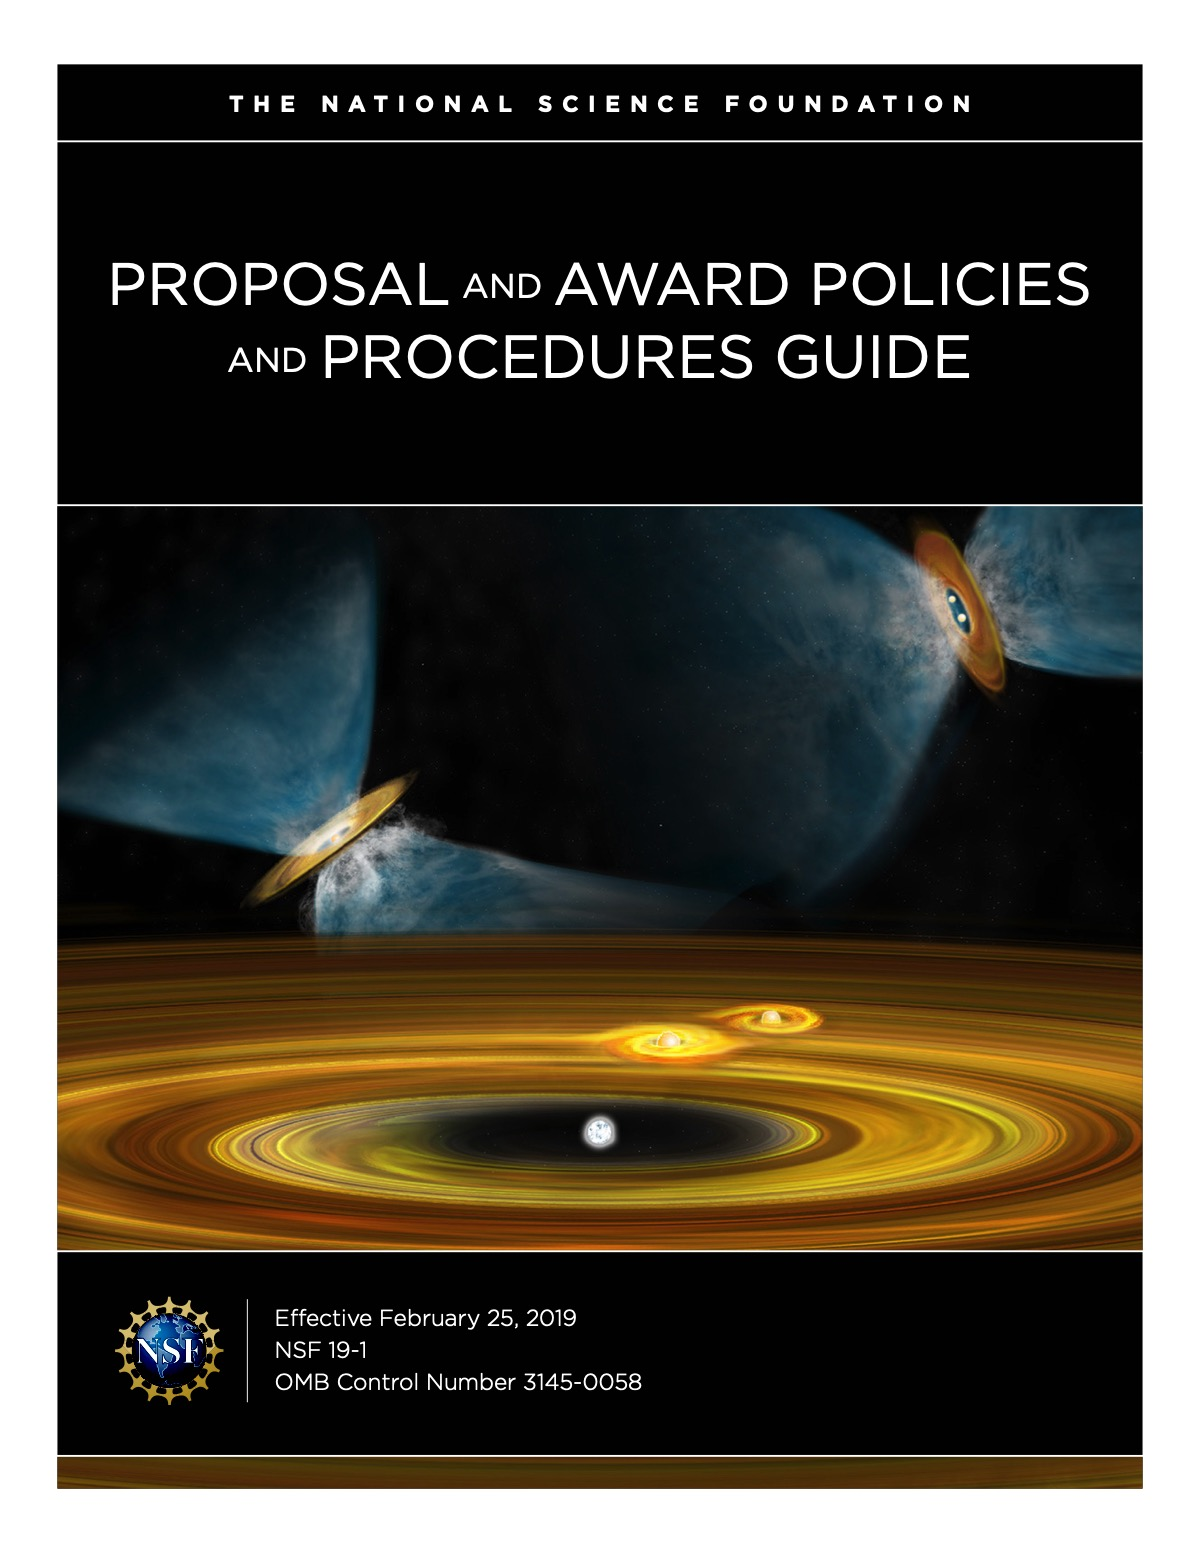 THE NATIONAL SCIENCE FOUNDATION
PROPOSAL AND AWARD POLICIES
AND PROCEDURES GUIDE
NSF
Effective February 25, 2019
NSF 19-1
OMB Control Number 3145-0058